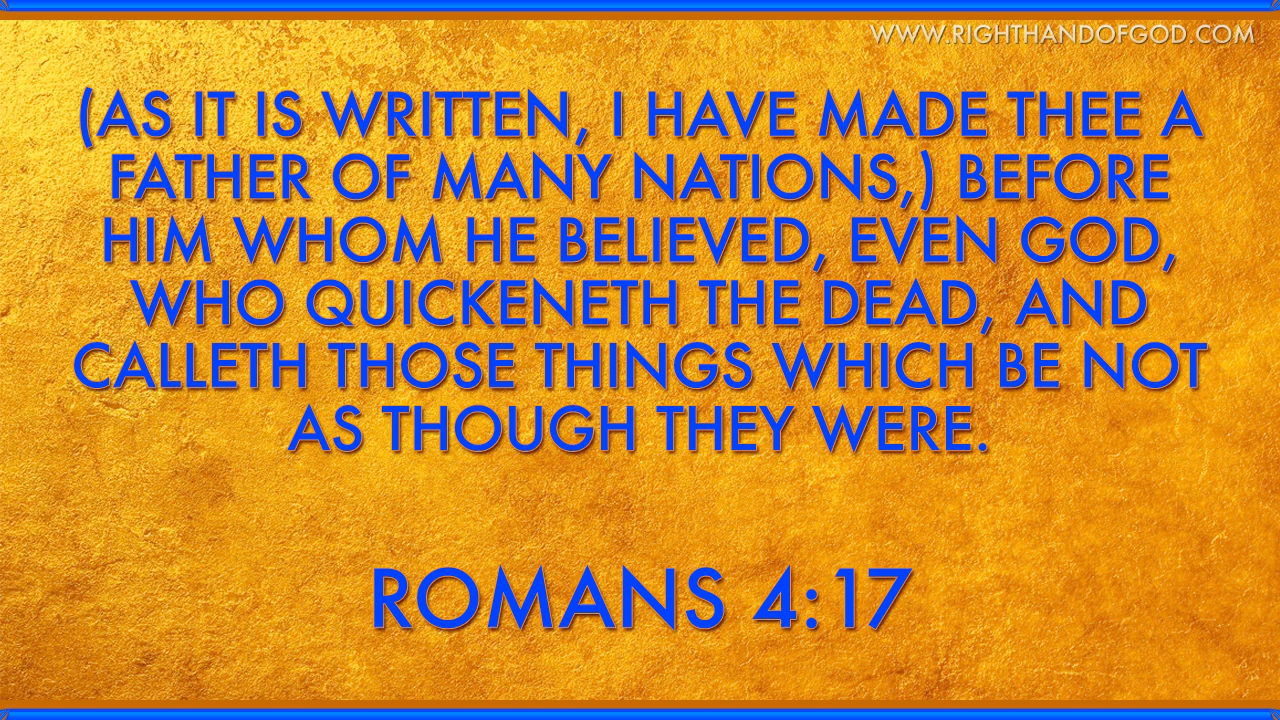 WWW.RIGHTHANDOFGOD.COM
(AS IT IS WRITTEN, I HAVE MADE THEE A
FATHER OF MANY NATIONS,) BEFORE
HIM WHOM HE BELIEVED, EVEN GOD,
WHO QUICKENETH THE DEAD, AND
CALLETH THOSE THINGS WHICH BE NOT
AS THOUGH THEY WERE.
ROMANS 4:17